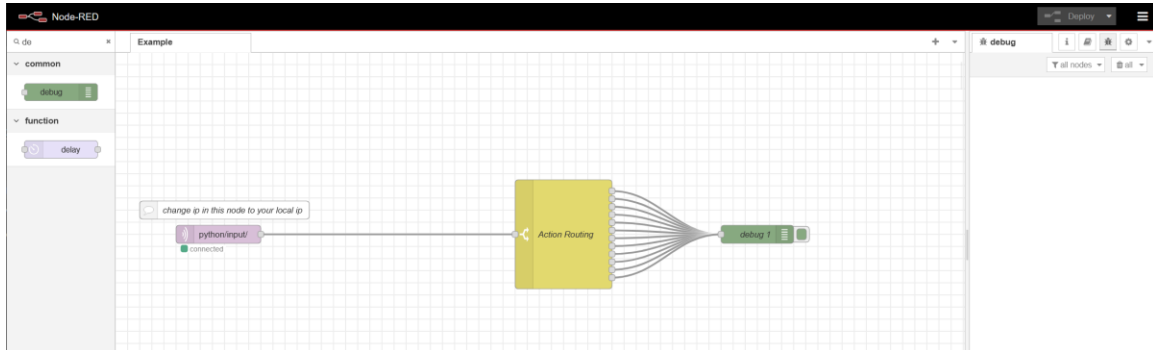 Node-RED
Deploy
de
Example
debug
all nodes
all
common
debug
function
delay
change ip in this node to your local ip
python/input/
connected
Action Routing
debug 1